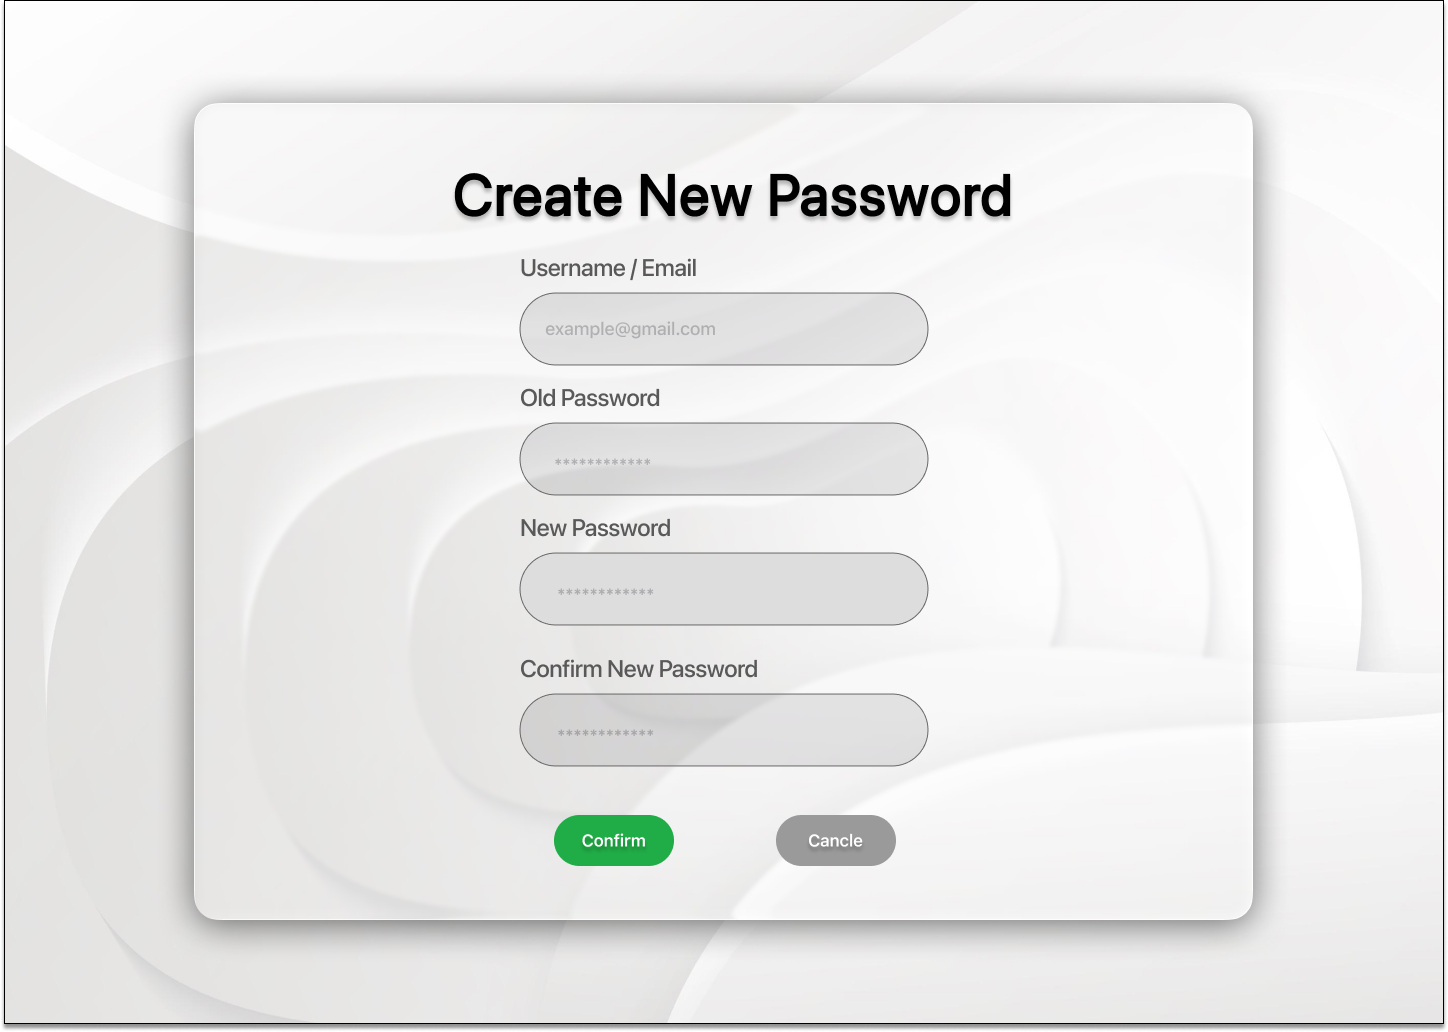 Create New Password
Username / Email
example@gmail.com
Old Password
************
New Password
************
Confirm New Password
************
Confirm
Cancle